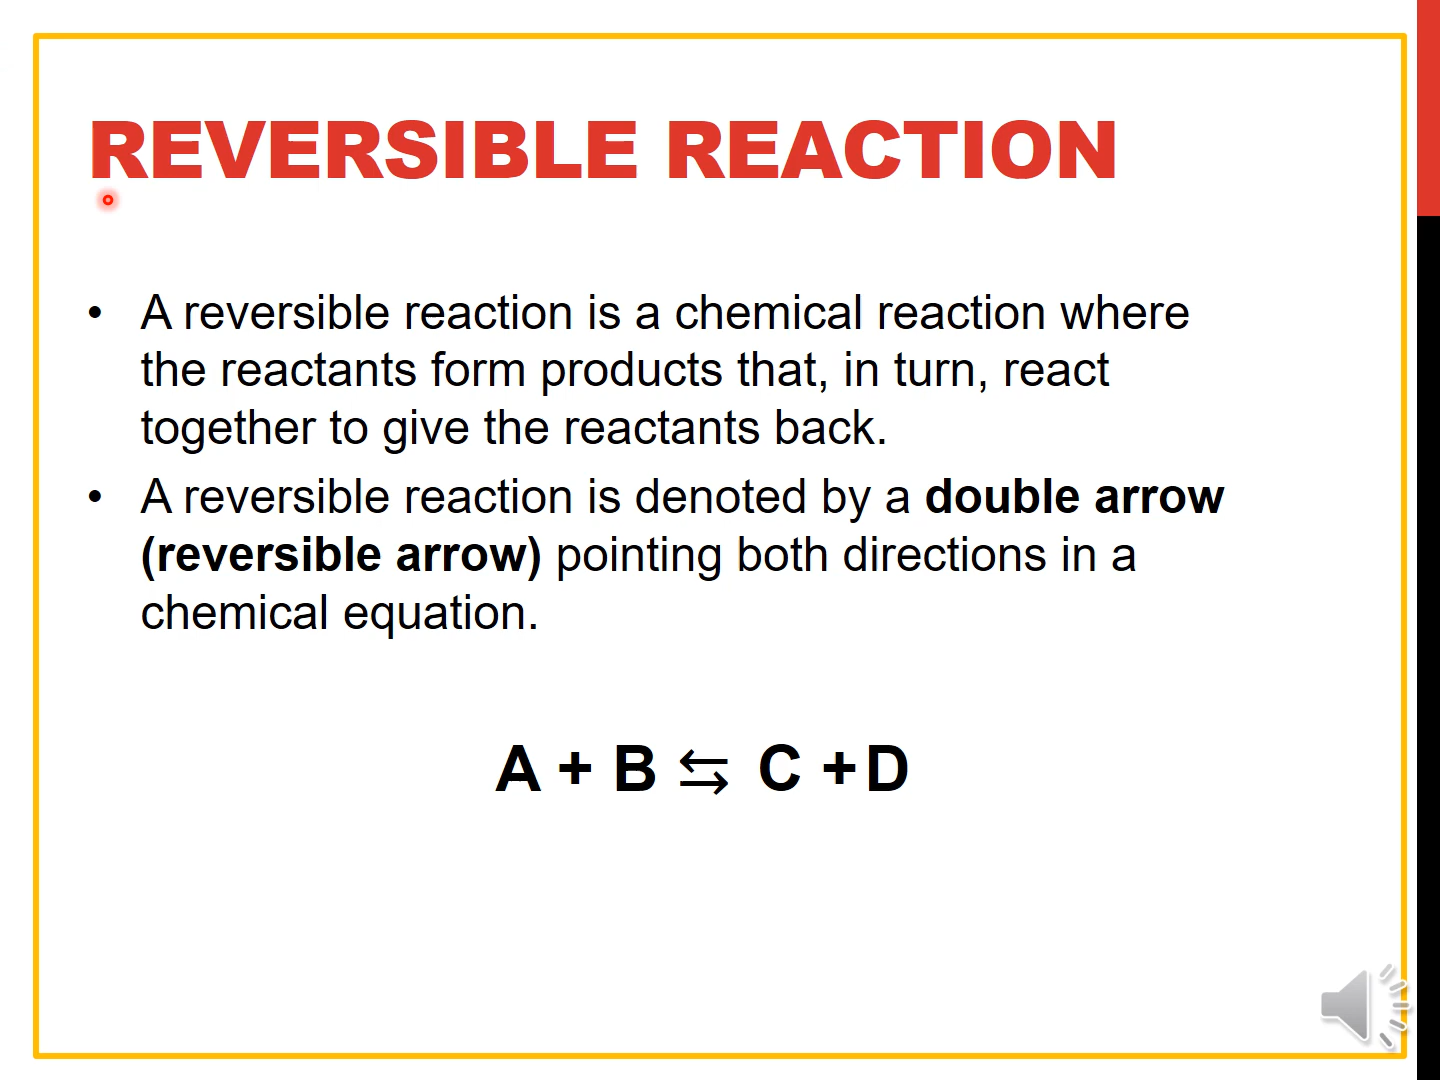 REVERSIBLE REACTION
• A reversible reaction is a chemical reaction where
the reactants form products that, in turn, react
together to give the reactants back.
• A reversible reaction is denoted by a double arrow
(reversible arrow) pointing both directions in a
chemical equation.
A + B ⇆ C + D